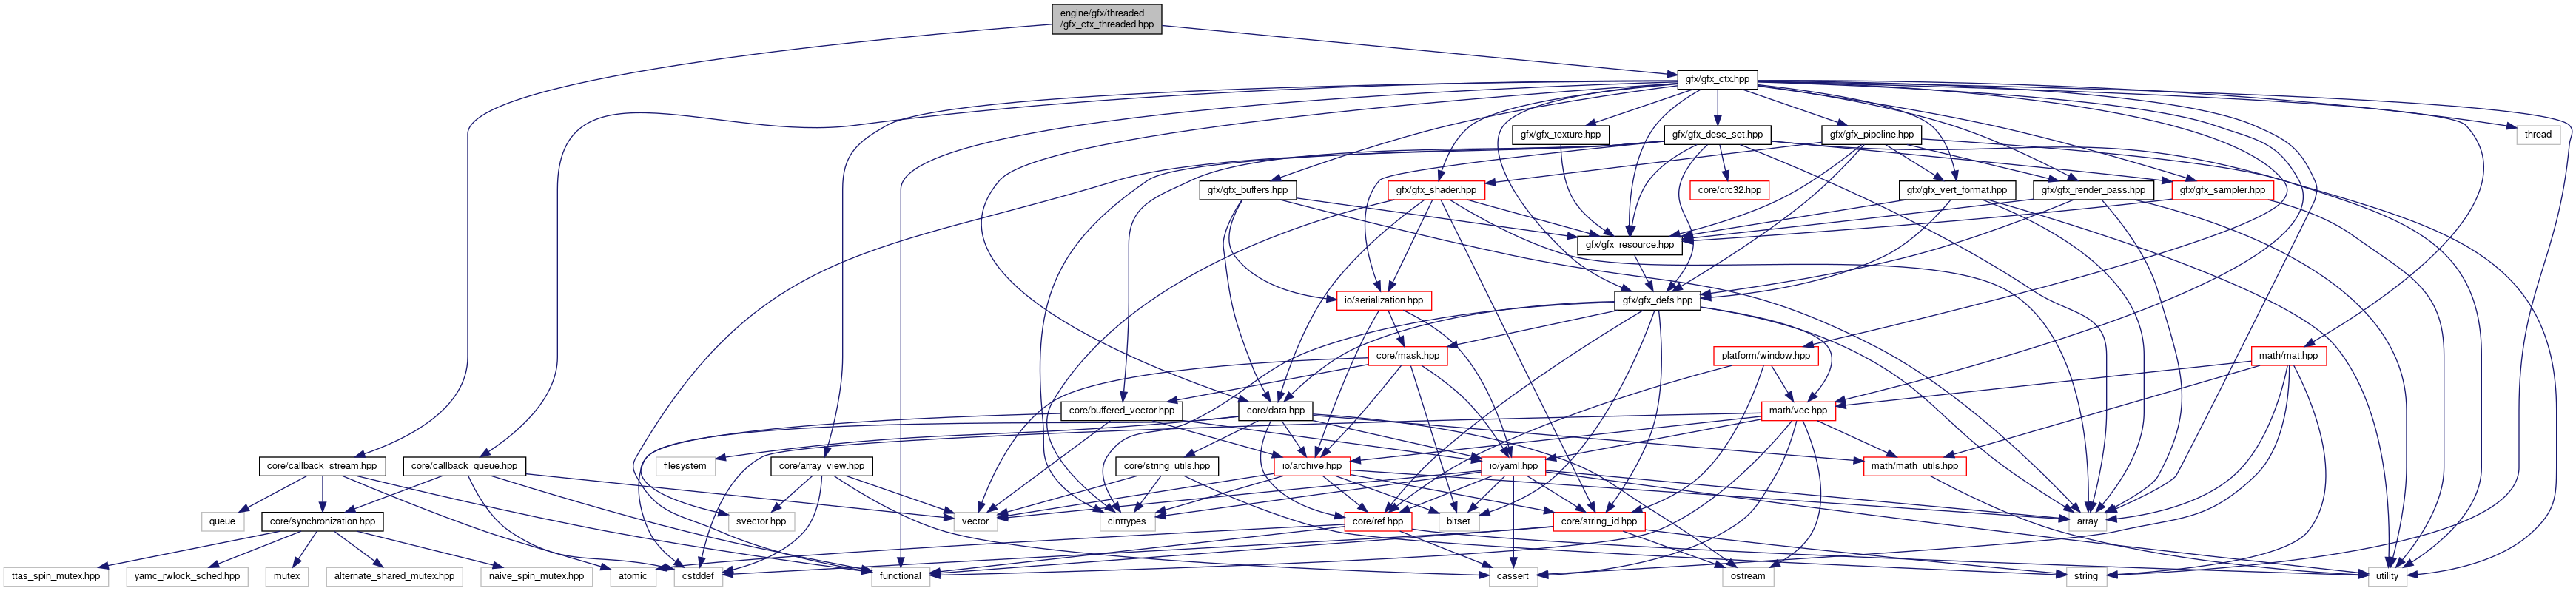 engine/gfx/threaded
/gfx_ctx_threaded.hpp
gfx/gfx_ctx.hpp
gfx/gfx_texture.hpp
gfx/gfx_desc_set.hpp
gfx/gfx_pipeline.hpp
thread
gfx/gfx_buffers.hpp
gfx/gfx_shader.hpp
core/crc32.hpp
gfx/gfx_vert_format.hpp
gfx/gfx_render_pass.hpp
gfx/gfx_sampler.hpp
gfx/gfx_resource.hpp
io/serialization.hpp
gfx/gfx_defs.hpp
core/mask.hpp
platform/window.hpp
math/mat.hpp
core/buffered_vector.hpp
core/data.hpp
math/vec.hpp
core/callback_stream.hpp
core/callback_queue.hpp
filesystem
core/array_view.hpp
core/string_utils.hpp
io/archive.hpp
io/yaml.hpp
math/math_utils.hpp
queue
core/synchronization.hpp
svector.hpp
vector
cinttypes
core/ref.hpp
bitset
core/string_id.hpp
array
ttas_spin_mutex.hpp
yamc_rwlock_sched.hpp
mutex
alternate_shared_mutex.hpp
naive_spin_mutex.hpp
atomic
cstddef
functional
cassert
ostream
string
utility